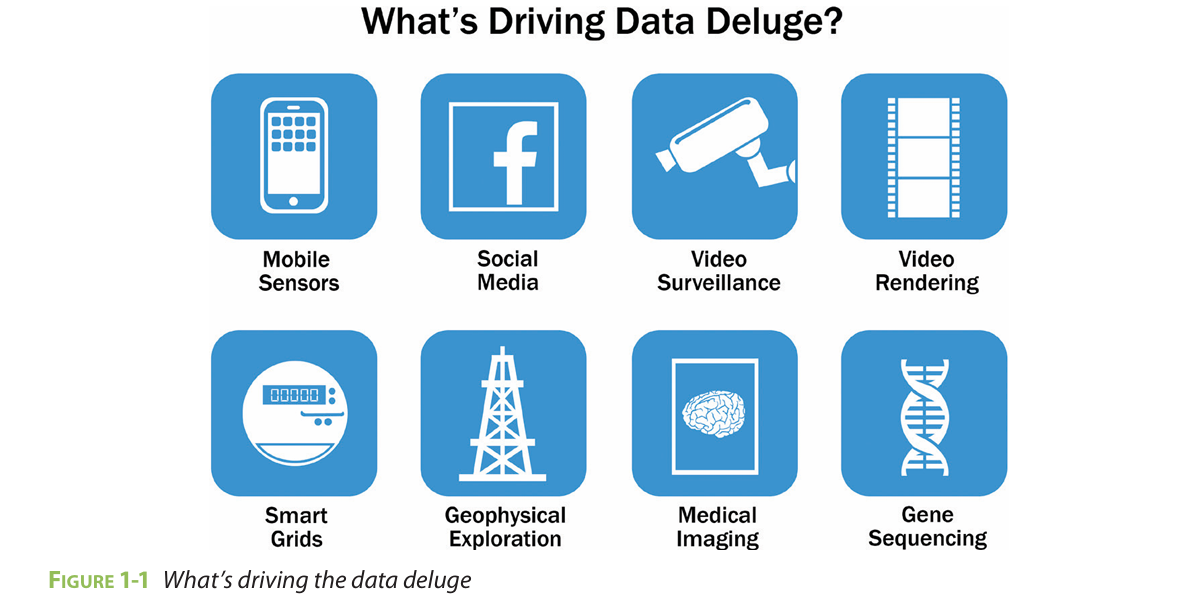 What's Driving Data Deluge?
Mobile
Sensors
Social
Media
Video
Surveillance
Video
Rendering
00000
Smart
Grids
Geophysical
Exploration
Medical
Imaging
Gene
Sequencing
FIGURE 1-1 What's driving the data deluge